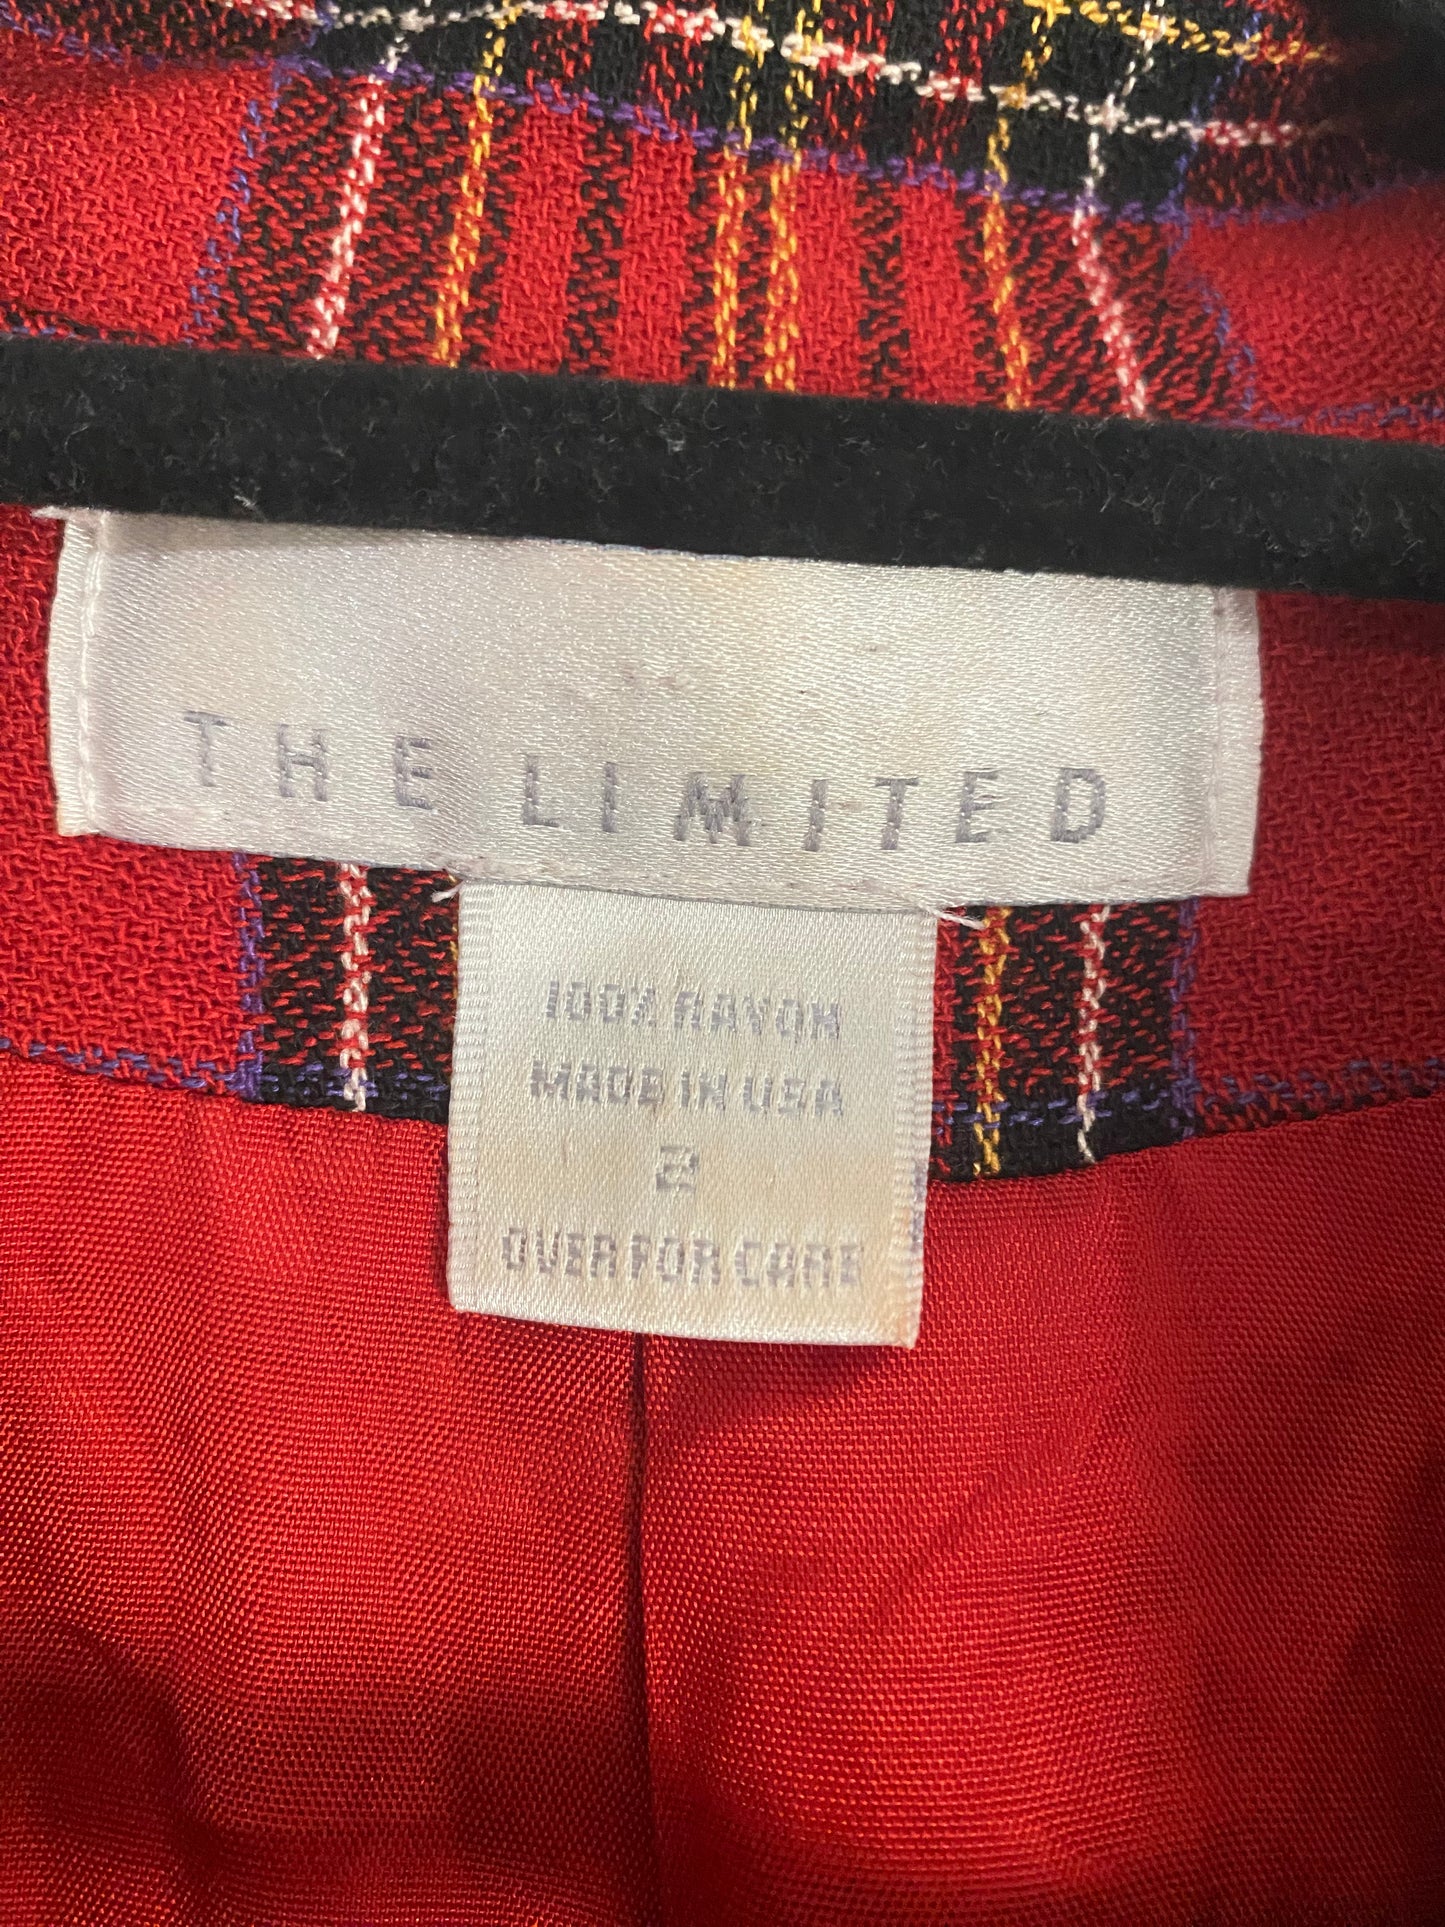 THE LIMITED
100% RAYON
MADE IN USA
2
OVER FOR CARE